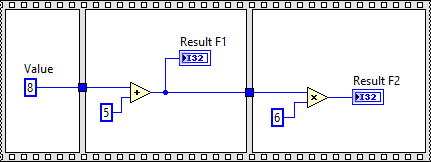 Value
8
5
+
Result F1
I32
6
×
Result F2
I32